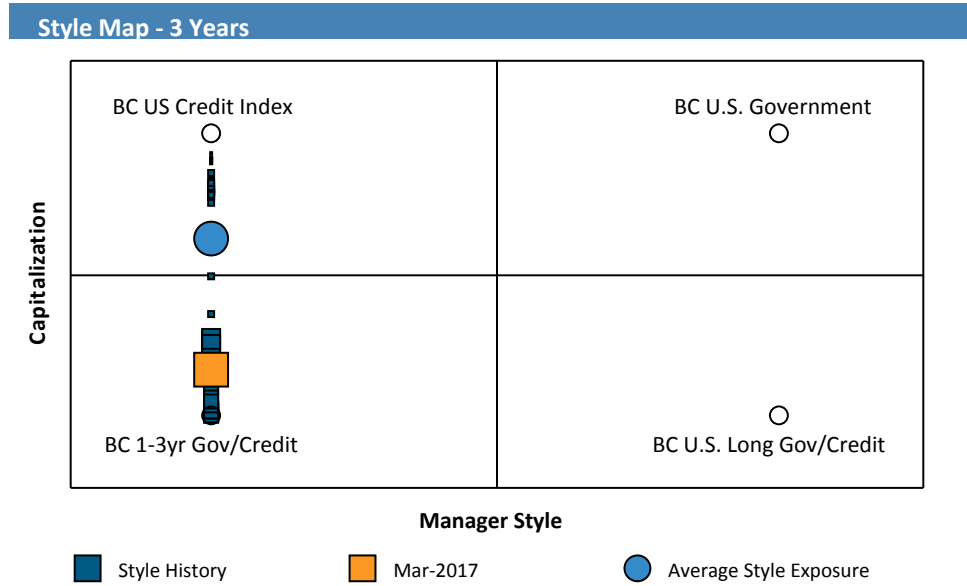 Style Map - 3 Years
BC US Credit Index
BC U.S. Government
Capitalization
BC 1-3yr Gov/Credit
BC U.S. Long Gov/Credit
Manager Style
Style History
Mar-2017
Average Style Exposure